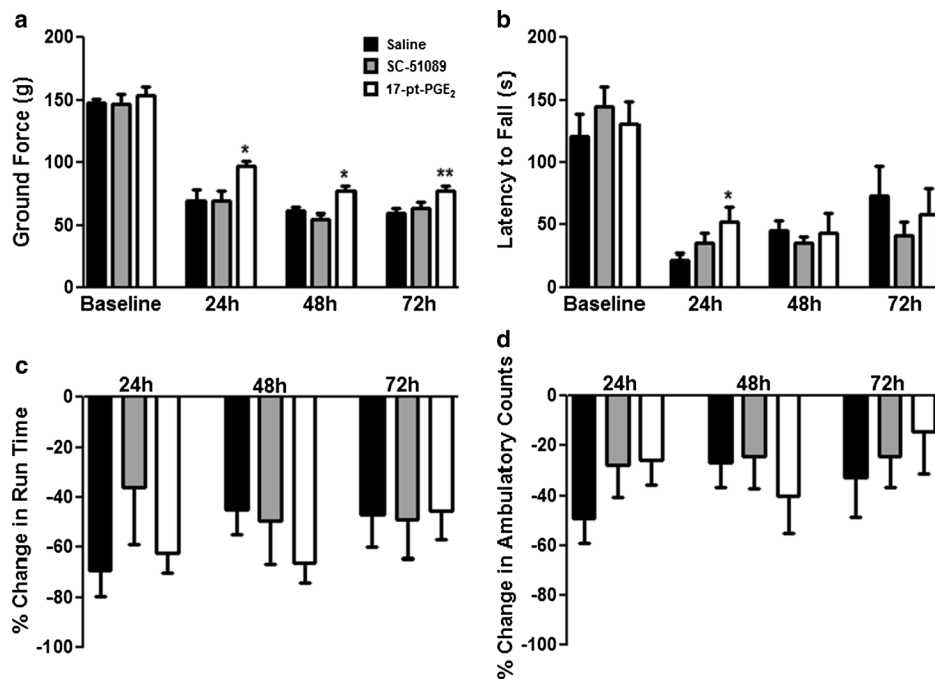 a
Ground Force (g)
200
150
100
50
0
Saline
SC-51089
17-pt-PGE₂
*
*
**
Baseline 24h 48h 72h
b
Latency to Fall (s)
200
150
100
50
0
*
Baseline 24h 48h 72h
c
% Change in Run Time
24h 48h 72h
0
-20
-40
-60
-80
-100
d
% Change in Ambulatory Counts
24h 48h 72h
0
-20
-40
-60
-80
-100